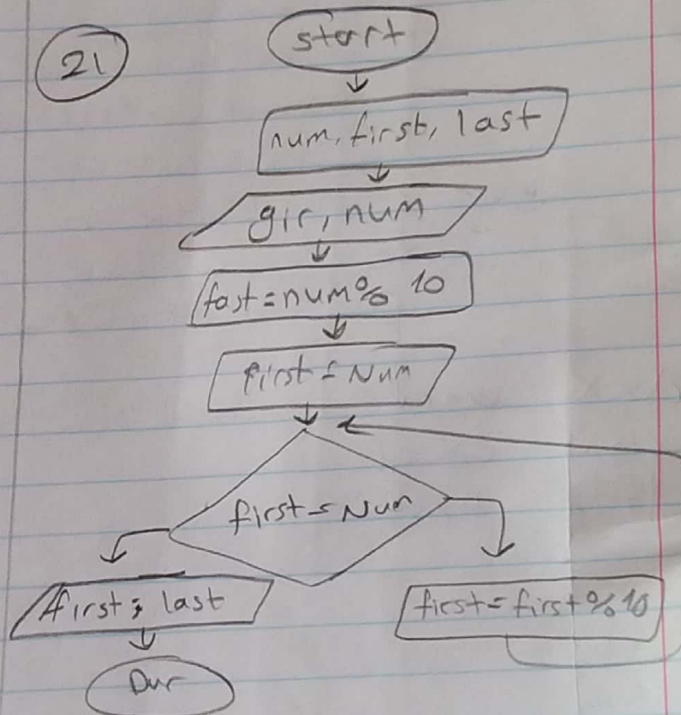 21
start
num, first, last
gir, num
fast = num % 10
first = Num
first = Num
first; last
first = first % 10
Dur